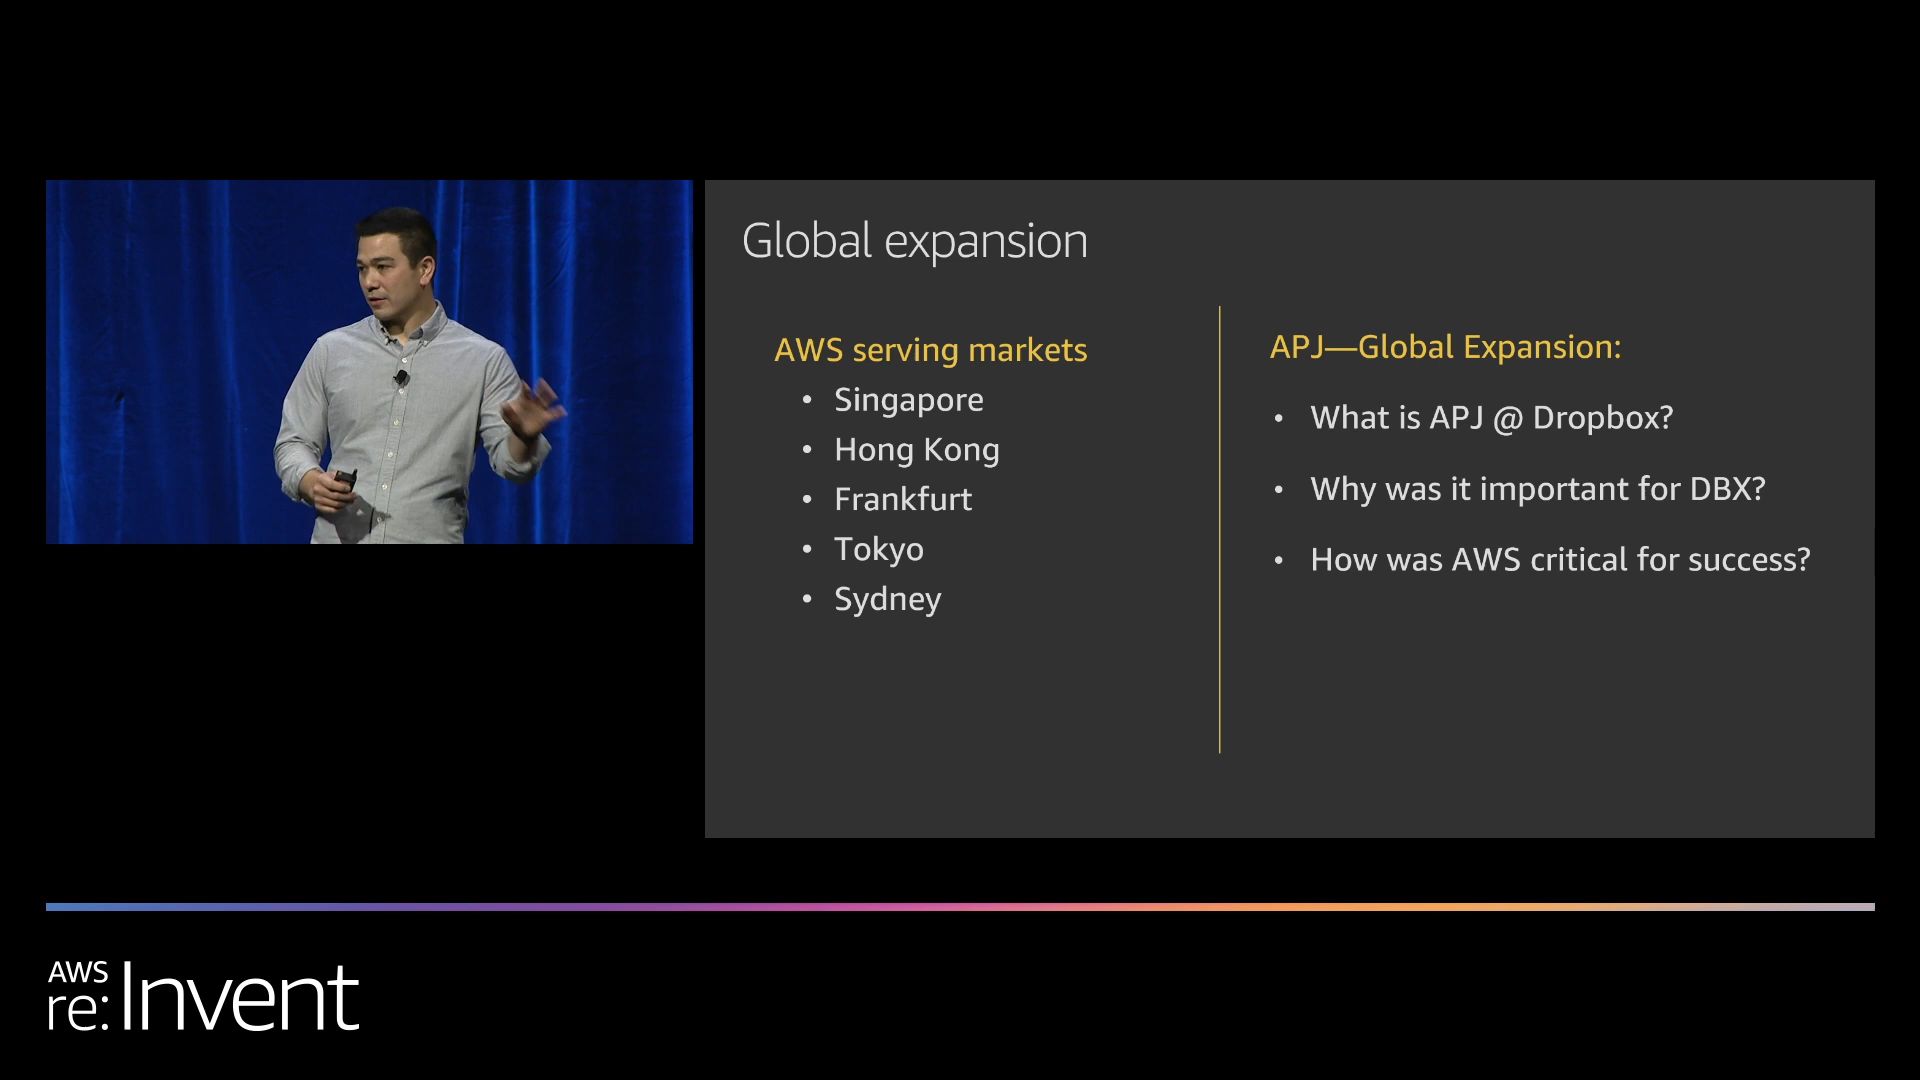 Global expansion
AWS serving markets
• Singapore
• Hong Kong
• Frankfurt
• Tokyo
• Sydney
APJ—Global Expansion:
• What is APJ @ Dropbox?
• Why was it important for DBX?
• How was AWS critical for success?
AWS
re:Invent